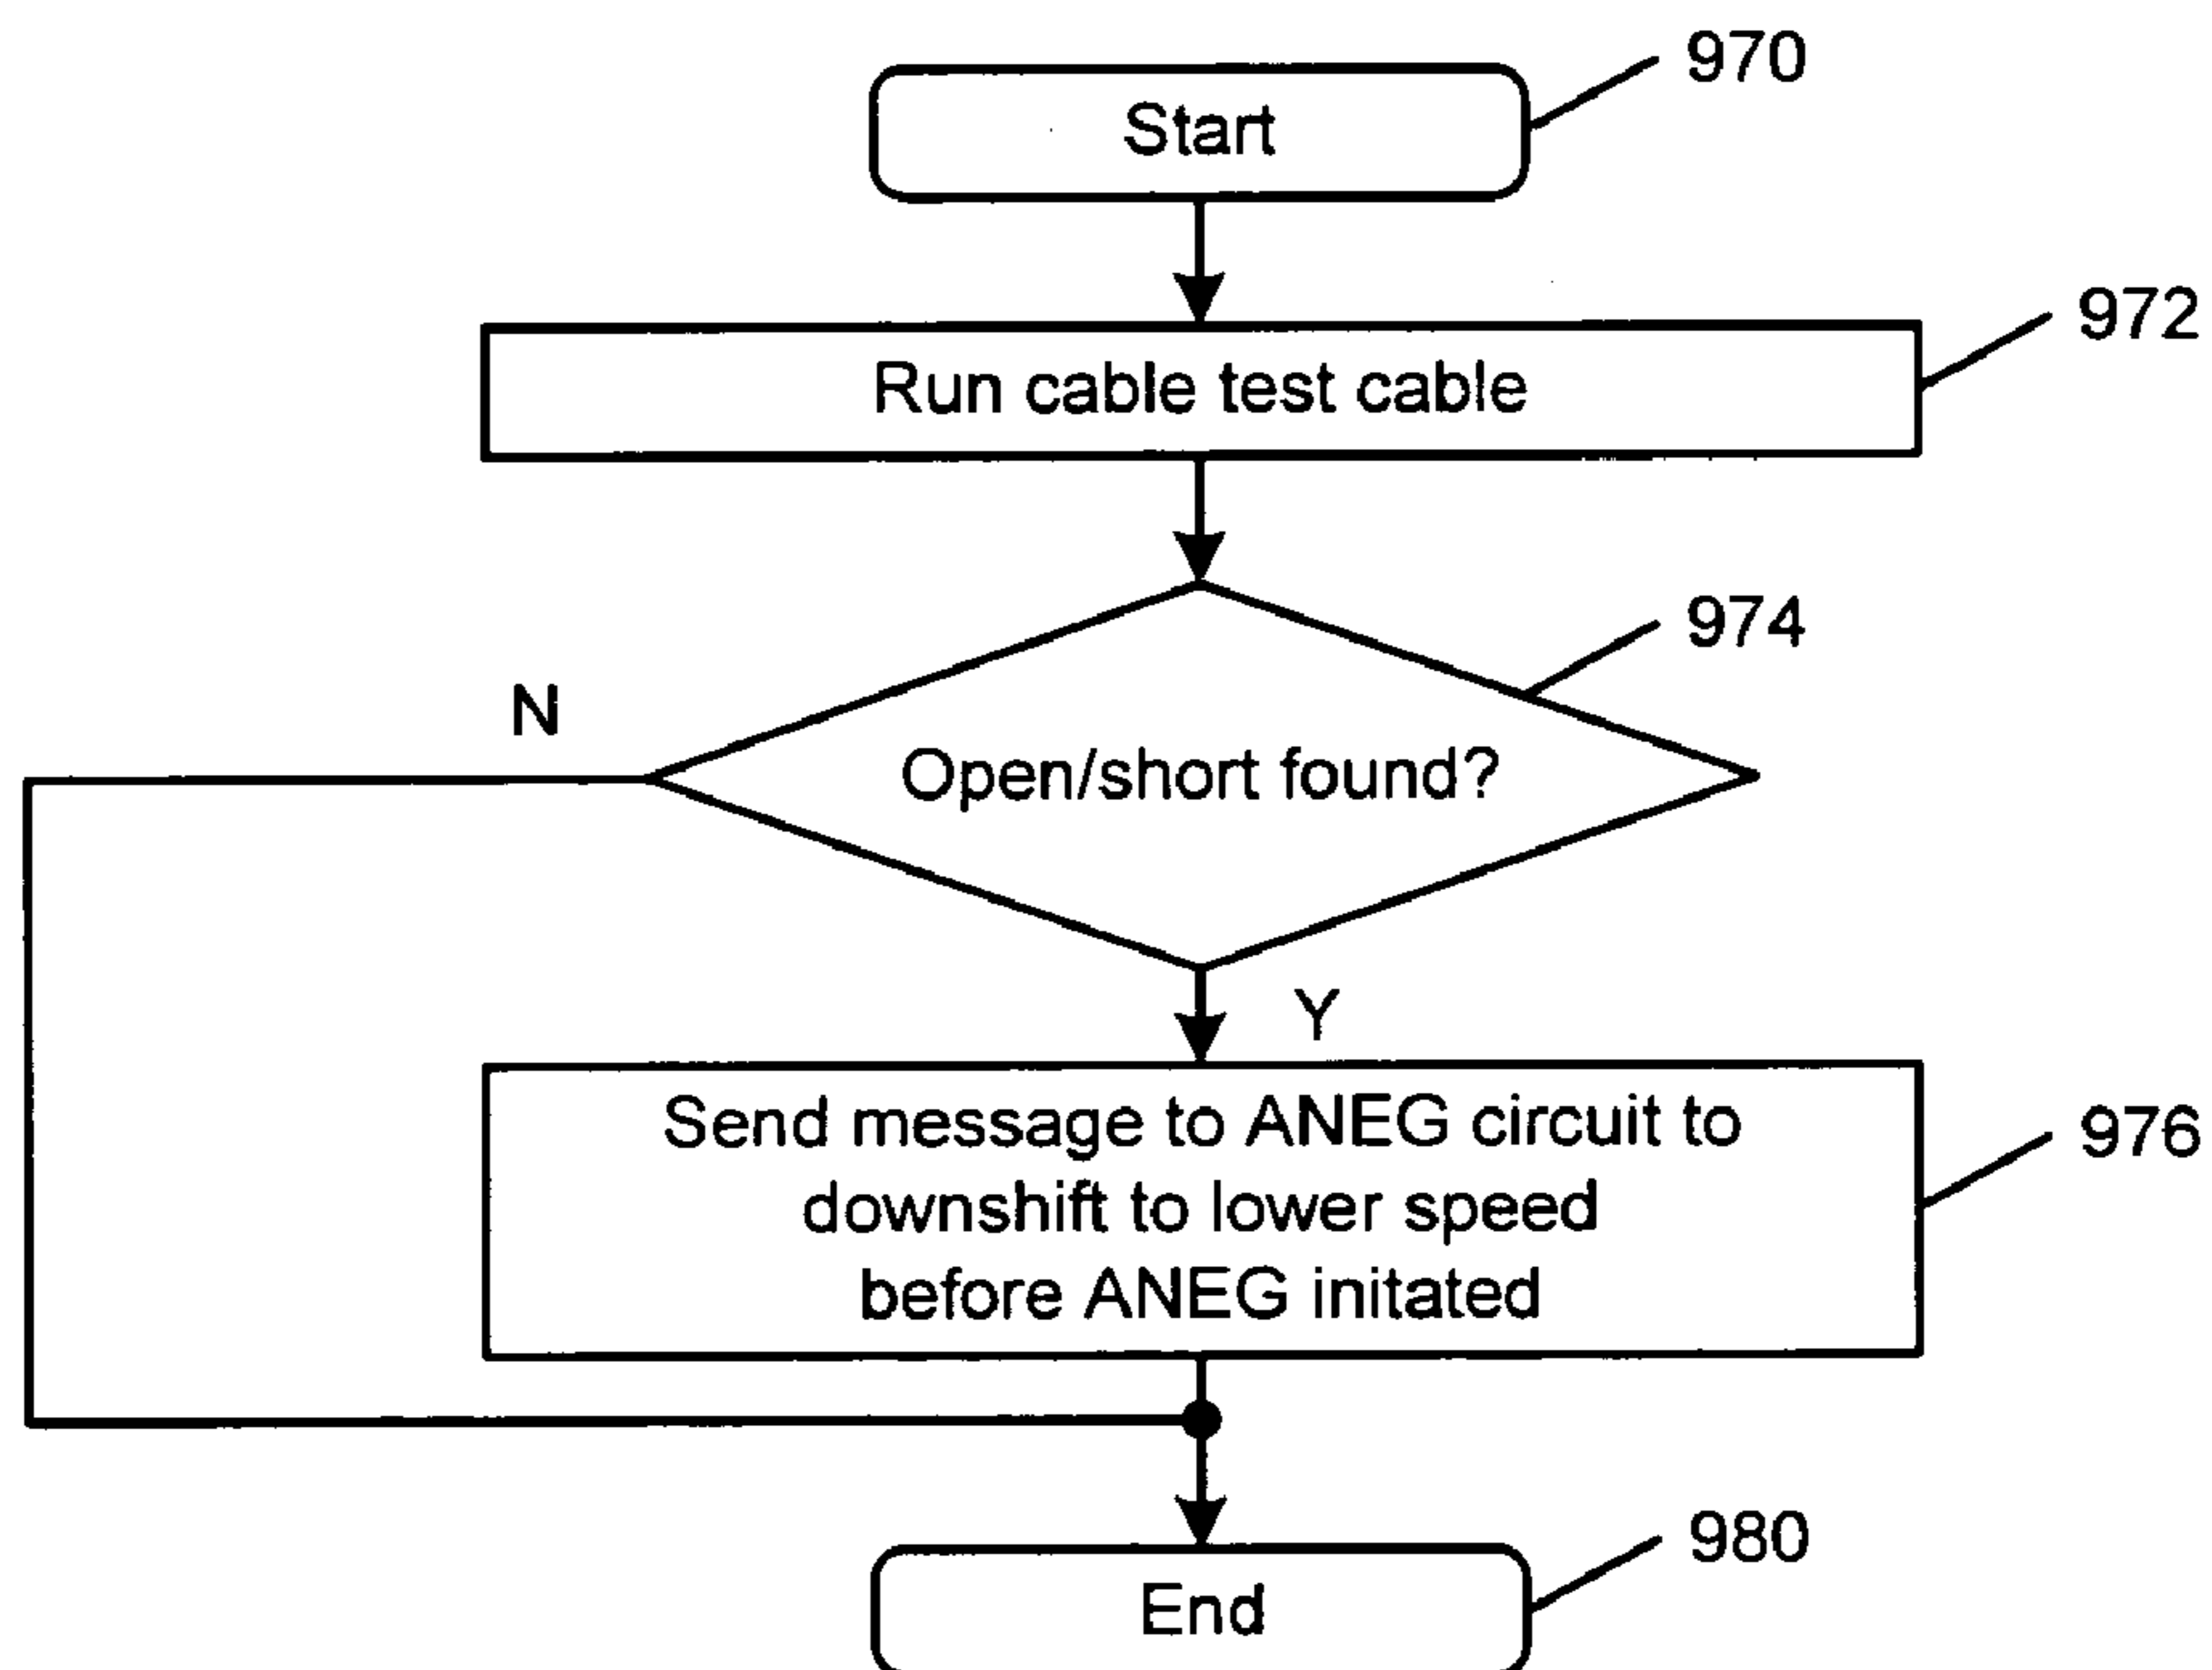 Start
970
Run cable test cable
972
974
N
Open/short found?
Y
Send message to ANEG circuit to
downshift to lower speed
before ANEG initated
976
End
980